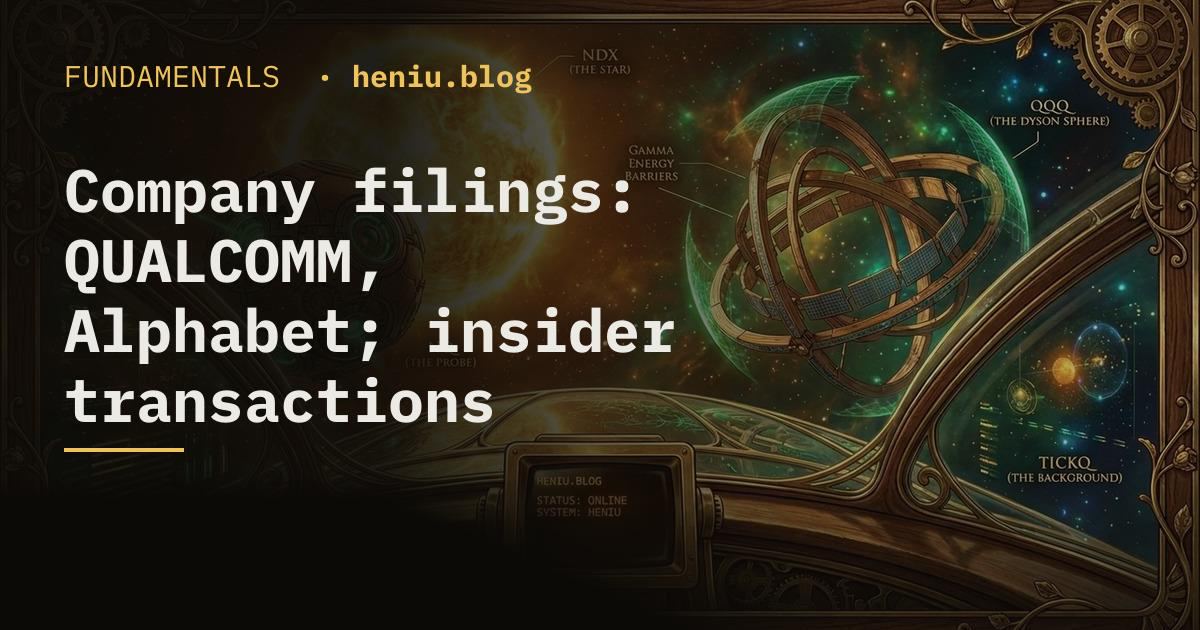 FUNDAMENTALS · heniu.blog
Company filings:
QUALCOMM,
Alphabet; insider
transactions
NDX
(THE STAR)
GAMMA
ENERGY
BARRIERS
QQQ
(THE DYSON SPHERE)
(THE PROBE)
TICKQ
(THE BACKGROUND)
HENIU.BLOG
STATUS: ONLINE
SYSTEM: HENIU